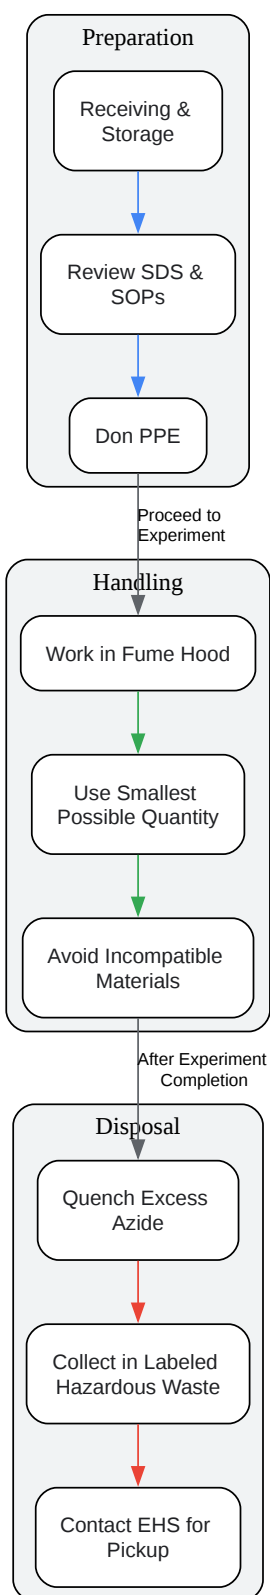 Preparation
Receiving &
Storage
Review SDS &
SOPs
Don PPE
Proceed to
Experiment
Handling
Work in Fume Hood
Use Smallest
Possible Quantity
Avoid Incompatible
Materials
After Experiment
Completion
Disposal
Quench Excess
Azide
Collect in Labeled
Hazardous Waste
Contact EHS for
Pickup